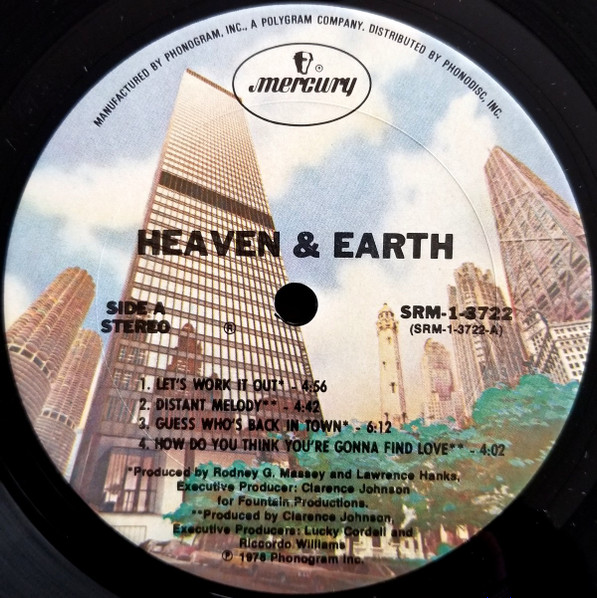 MANUFACTURED BY PHONOGRAM, INC., A POLYGRAM COMPANY. DISTRIBUTED BY PHONODISC, INC.
mercury
HEAVEN & EARTH
SIDE A
STEREO
®
SRM-1-3722
(SRM-1-3722-A)
1. LET'S WORK IT OUT* - 4:56
2. DISTANT MELODY** - 4:42
3. GUESS WHO'S BACK IN TOWN* - 6:12
4. HOW DO YOU THINK YOU'RE GONNA FIND LOVE** - 4:02
*Produced by Rodney G. Massey and Lawrence Hanks,
Executive Producer: Clarence Johnson
for Fountain Productions.
**Produced by Clarence Johnson,
Executive Producers: Lucky Cordell and
Riccordo Williams
℗ 1978 Phonogram Inc.